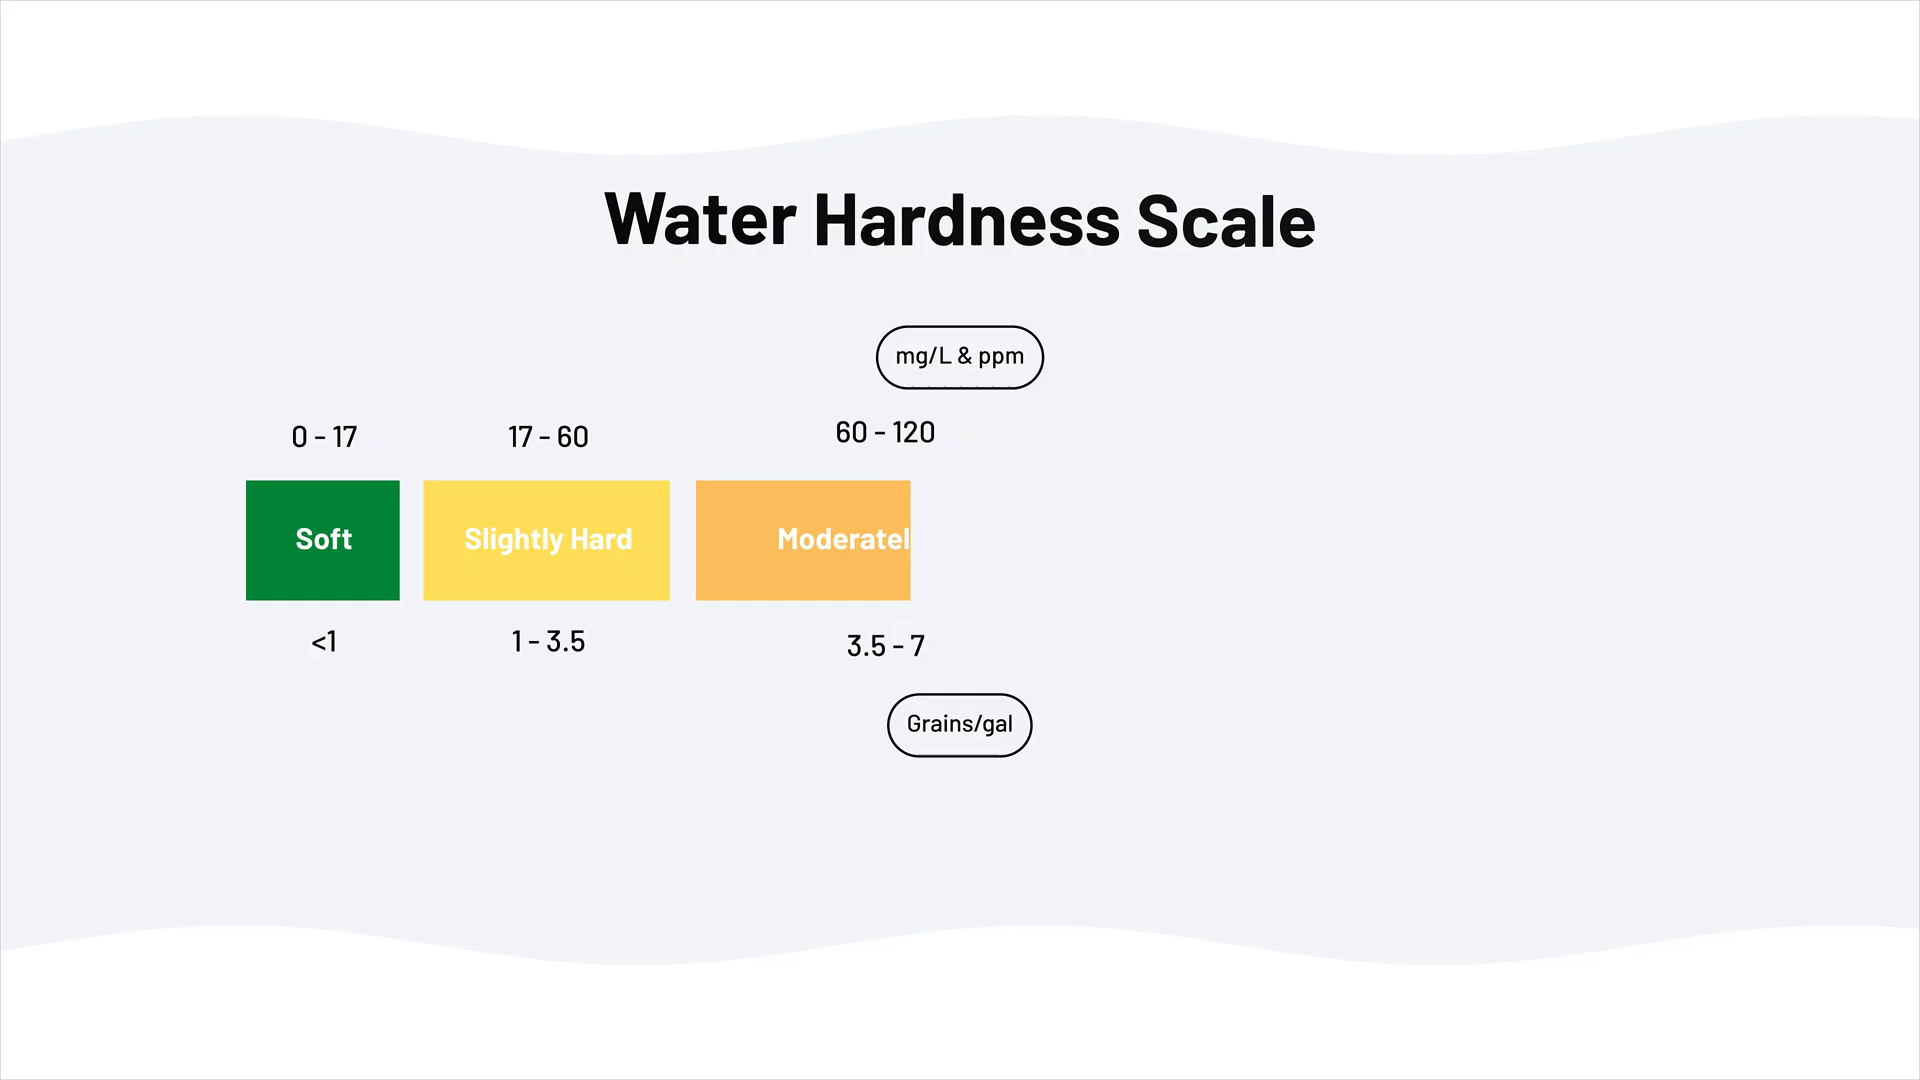 Water Hardness Scale
mg/L & ppm
0 - 17
17 - 60
60 - 120
Soft
Slightly Hard
Moderatel
<1
1 - 3.5
3.5 - 7
Grains/gal